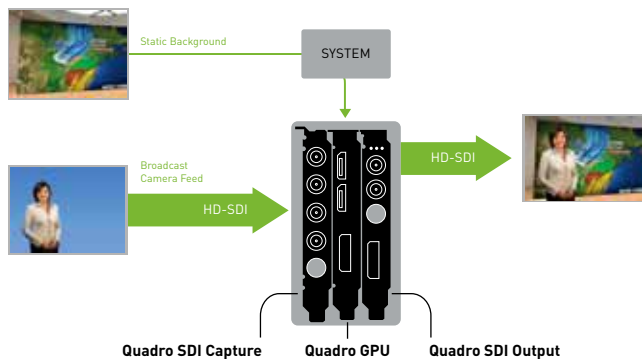 Static Background
SYSTEM
Broadcast
Camera Feed
HD-SDI
HD-SDI
Quadro SDI Capture
Quadro GPU
Quadro SDI Output